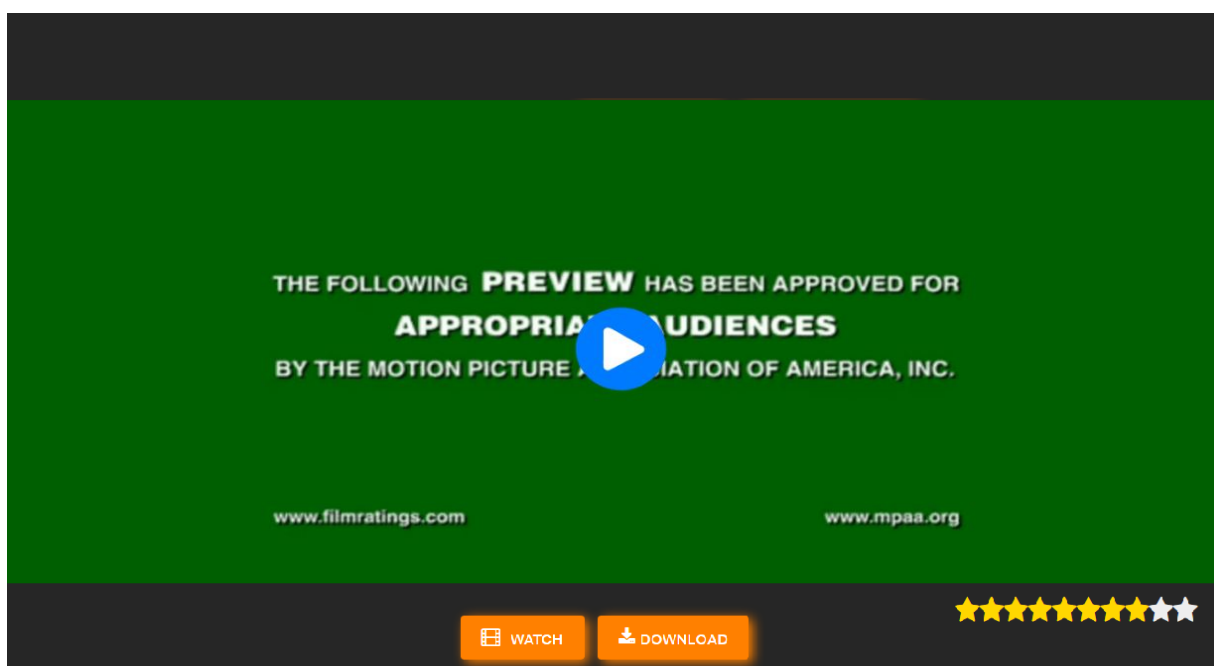 THE FOLLOWING PREVIEW HAS BEEN APPROVED FOR
AUDIENCES
BY THE MOTION PICTURE OF AMERICA, INC.
www.filmratings.com www.mpaa.org
WATCH DOWNLOAD